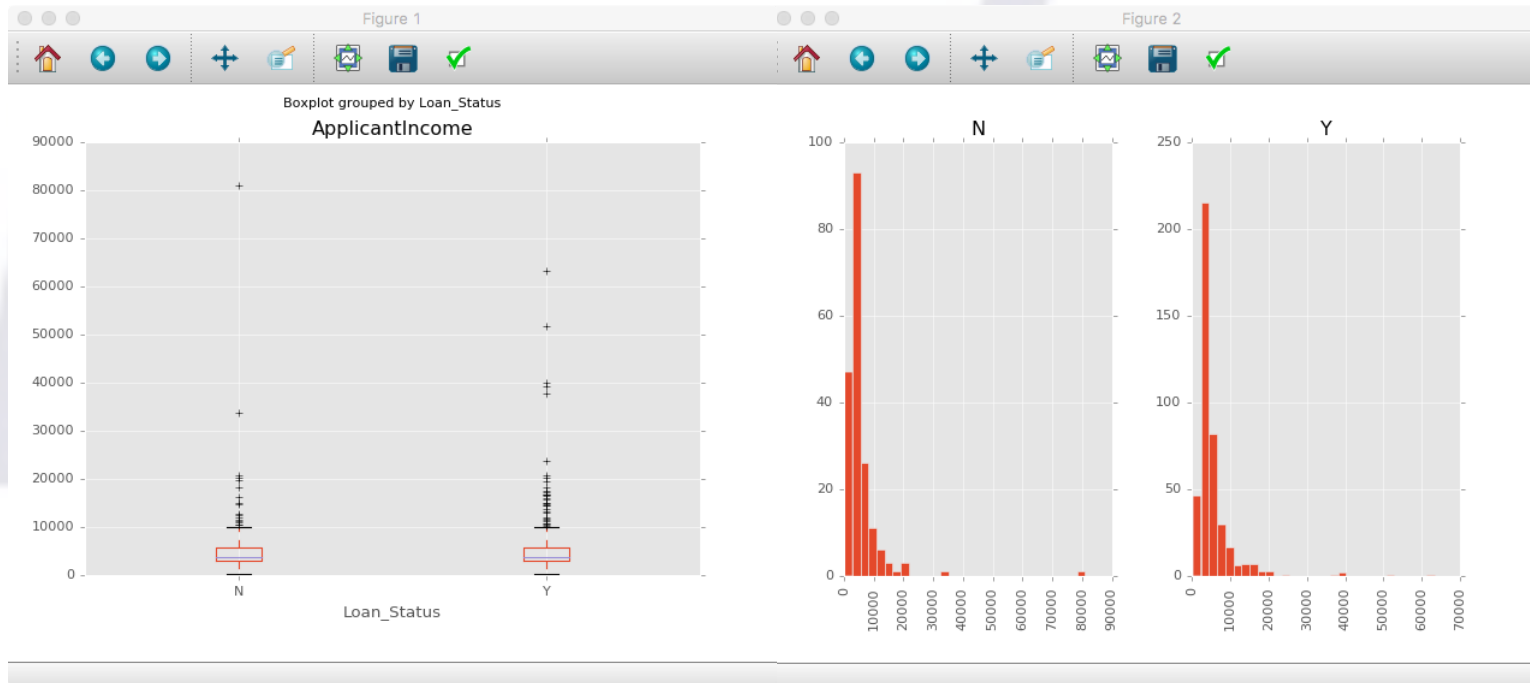 Figure 1
Boxplot grouped by Loan_Status
ApplicantIncome
90000
80000
70000
60000
50000
40000
30000
20000
10000
0
N Y
Loan_Status
Figure 2
N
100
80
60
40
20
0
0 10000 20000 30000 40000 50000 60000 70000 80000 90000
Y
250
200
150
100
50
0
0 10000 20000 30000 40000 50000 60000 70000